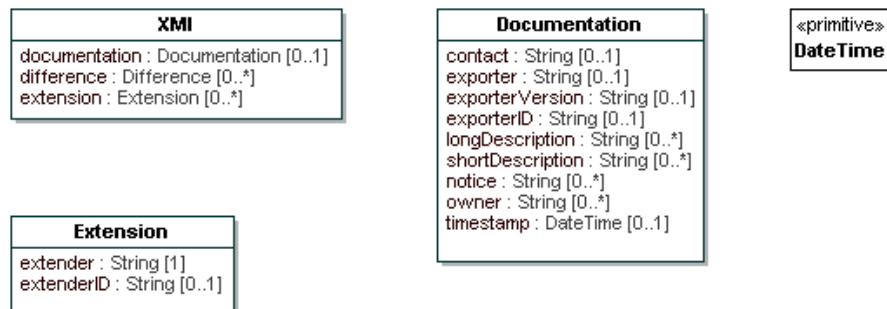 XMI
documentation : Documentation [0..1]
difference : Difference [0..*]
extension : Extension [0..*]
Documentation
contact : String [0..1]
exporter : String [0..1]
exporterVersion : String [0..1]
exporterID : String [0..1]
longDescription : String [0..*]
shortDescription : String [0..*]
notice : String [0..*]
owner : String [0..*]
timestamp : DateTime [0..1]
«primitive»
DateTime
Extension
extender : String [1]
extenderID : String [0..1]